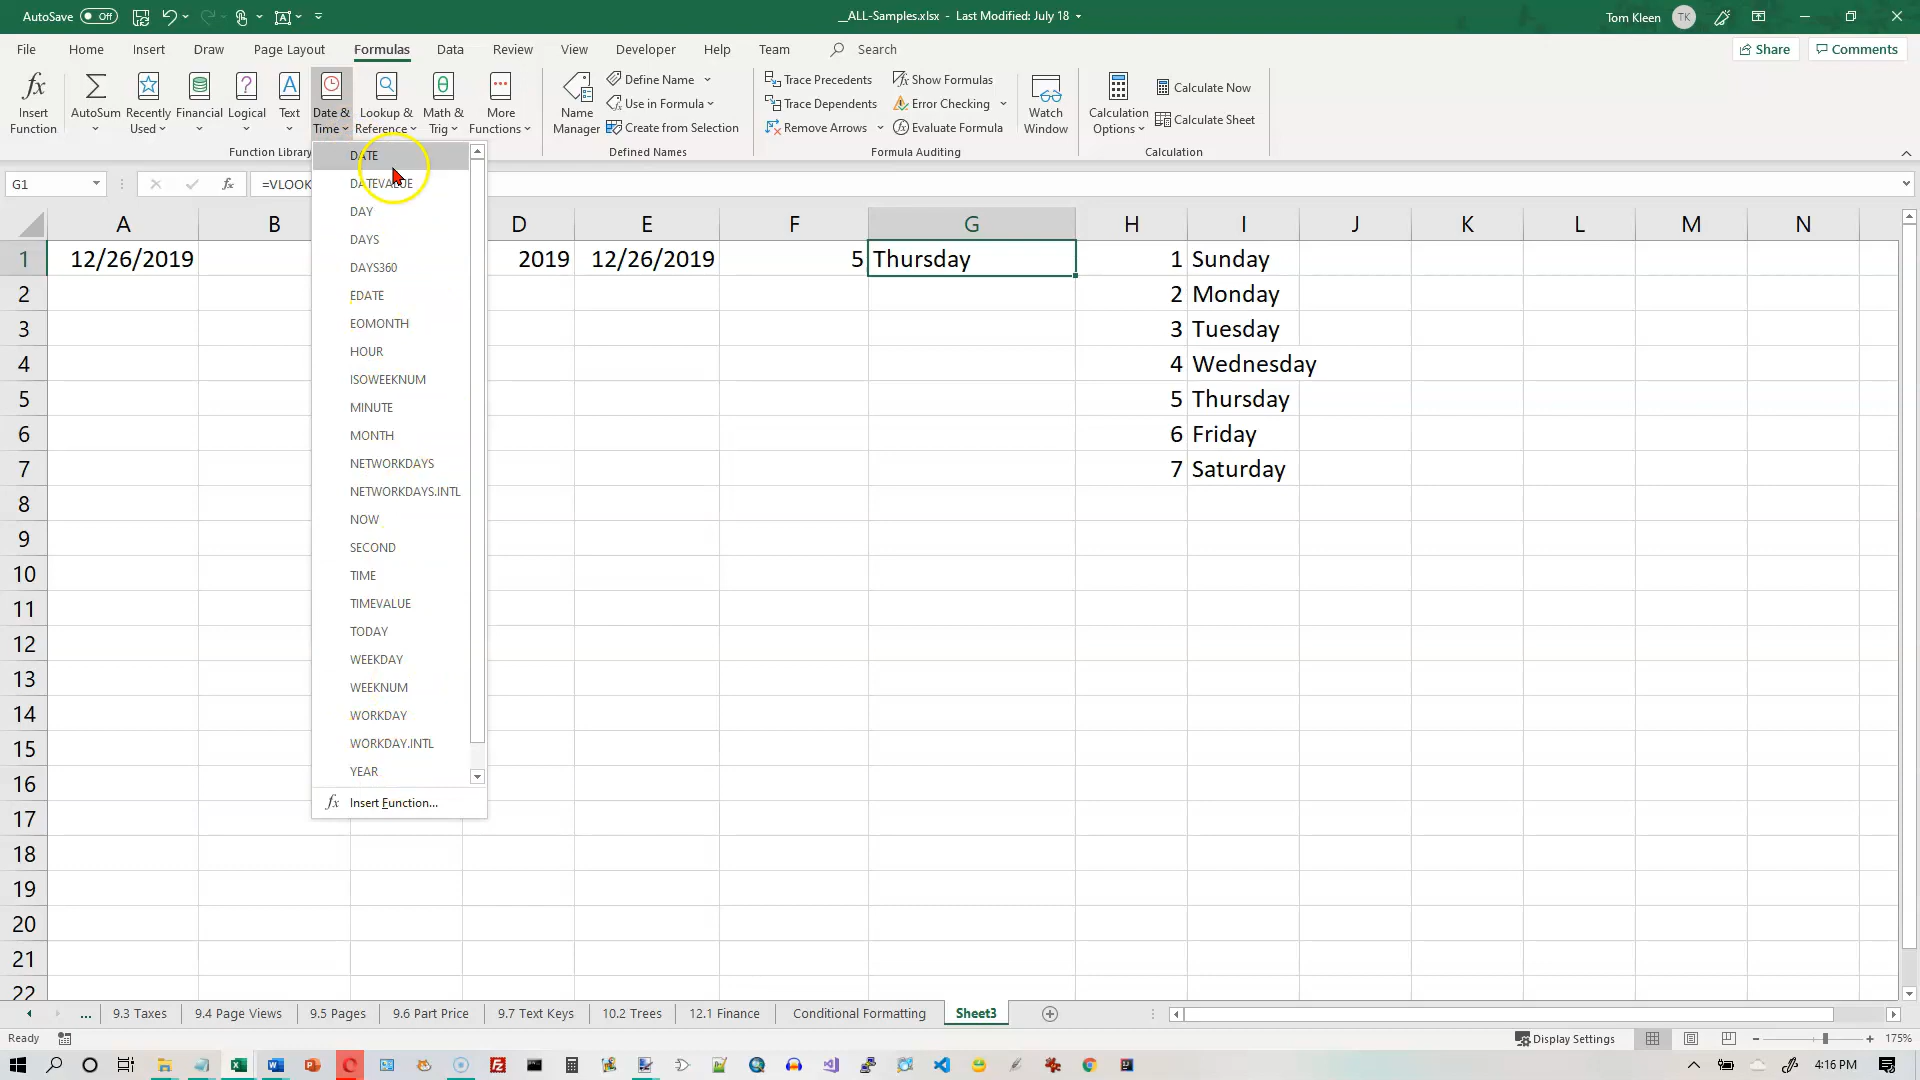 AutoSave Off
__ALL-Samples.xlsx - Last Modified: July 18
Tom Kleen TK
File Home Insert Draw Page Layout Formulas Data Review View Developer Help Team Search
Share Comments
fx Insert Function
Σ AutoSum
Recently Used
Financial
Logical
Text
Date & Time
Lookup & Reference
Math & Trig
More Functions
Function Library
Name Manager
Define Name
Use in Formula
Create from Selection
Defined Names
Trace Precedents
Trace Dependents
Remove Arrows
Show Formulas
Error Checking
Evaluate Formula
Formula Auditing
Watch Window
Calculation Options
Calculate Now
Calculate Sheet
Calculation
G1 fx =VLOOK
DATE
DATEVALUE
DAY
DAYS
DAYS360
EDATE
EOMONTH
HOUR
ISOWEEKNUM
MINUTE
MONTH
NETWORKDAYS
NETWORKDAYS.INTL
NOW
SECOND
TIME
TIMEVALUE
TODAY
WEEKDAY
WEEKNUM
WORKDAY
WORKDAY.INTL
YEAR
fx Insert Function...
A B D E F G H I J K L M N
1 12/26/2019 2019 12/26/2019 5 Thursday 1 Sunday
2 2 Monday
3 3 Tuesday
4 4 Wednesday
5 5 Thursday
6 6 Friday
7 7 Saturday
8
9
10
11
12
13
14
15
16
17
18
19
20
21
22
... 9.3 Taxes 9.4 Page Views 9.5 Pages 9.6 Part Price 9.7 Text Keys 10.2 Trees 12.1 Finance Conditional Formatting Sheet3
Ready Display Settings 175%
4:16 PM